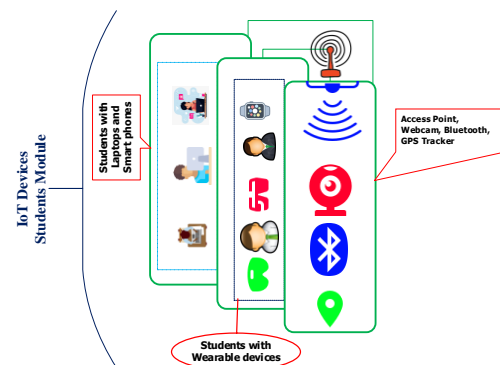 IoT Devices
Students Module
Students with
Laptops and
Smart phones
Access Point,
Webcam, Bluetooth,
GPS Tracker
Students with
Wearable devices